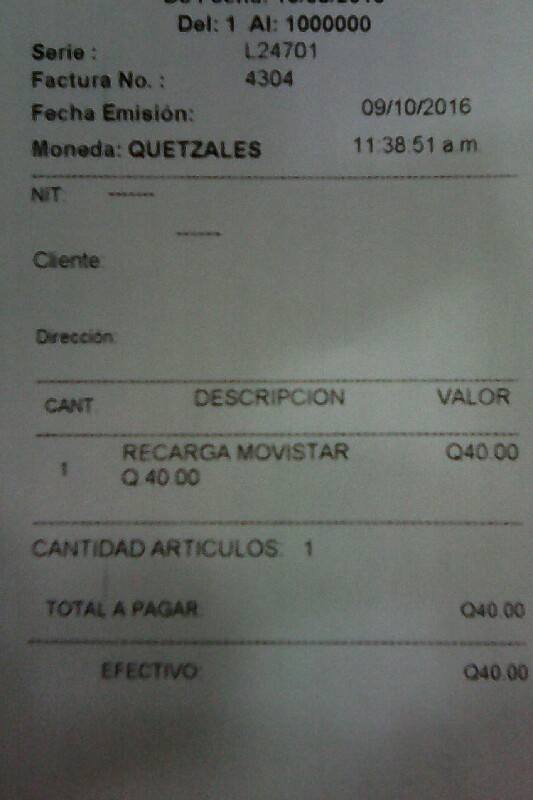 Del: 1 Al: 1000000
Serie : L24701
Factura No. : 4304
Fecha Emisión: 09/10/2016
Moneda: QUETZALES 11:38:51 a.m.
NIT: -------
-------
Cliente:
Dirección:
CANT. DESCRIPCION VALOR
1 RECARGA MOVISTAR Q40.00
Q.40.00
CANTIDAD ARTICULOS: 1
TOTAL A PAGAR: Q40.00
EFECTIVO: Q40.00